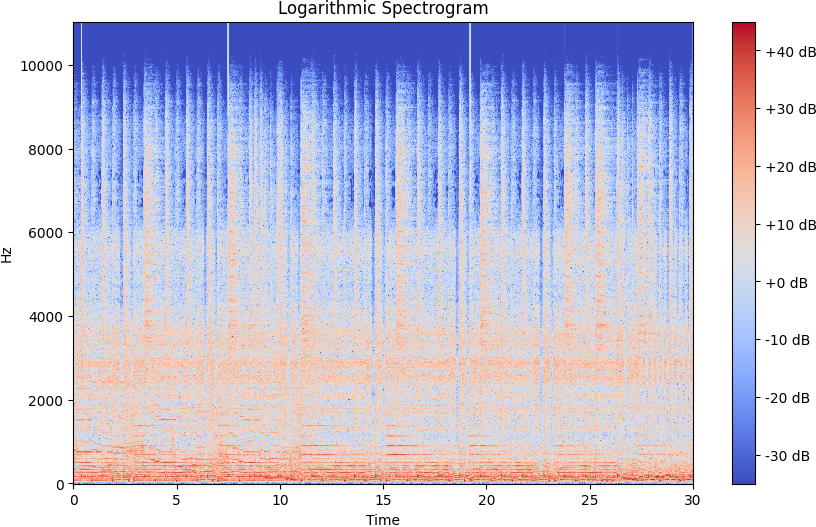 Logarithmic Spectrogram
Hz
10000
8000
6000
4000
2000
0
0 5 10 15 20 25 30
Time
+40 dB
+30 dB
+20 dB
+10 dB
+0 dB
-10 dB
-20 dB
-30 dB